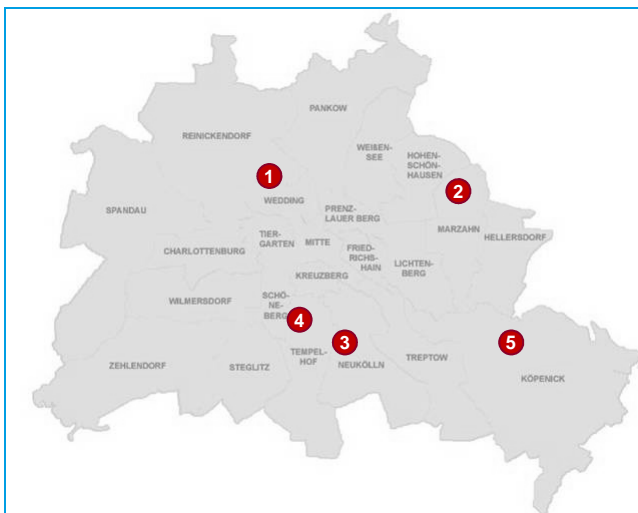 PANKOW
REINICKENDORF
WEIßEN-
SEE
HOHEN-
SCHÖN-
HAUSEN
1
2
WEDDING
SPANDAU
PRENZ-
LAUER BERG
MARZAHN
HELLERSDORF
TIER-
GARTEN
MITTE
CHARLOTTENBURG
FRIED-
RICHS-
HAIN
LICHTEN-
BERG
KREUZBERG
WILMERSDORF
SCHÖ-
NE-
BERG
4
3
5
ZEHLENDORF
STEGLITZ
TEMPEL-
HOF
NEUKÖLLN
TREPTOW
KÖPENICK